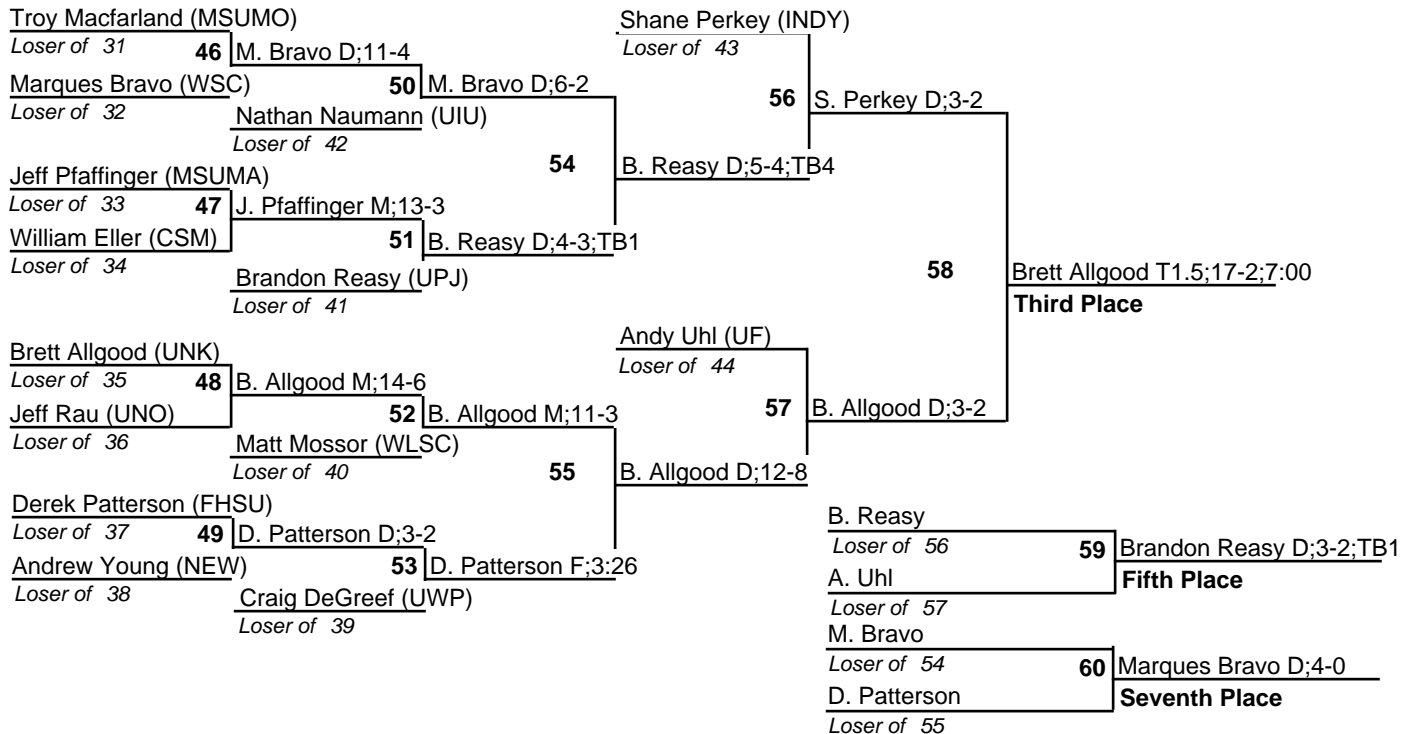 Troy Macfarland (MSUMO)
Loser of 31
46
M. Bravo D;11-4
Marques Bravo (WSC)
Loser of 32
50
M. Bravo D;6-2
Nathan Naumann (UIU)
Loser of 42
54
B. Reasy D;5-4;TB4
Jeff Pfaffinger (MSUMA)
Loser of 33
47
J. Pfaffinger M;13-3
William Eller (CSM)
Loser of 34
51
B. Reasy D;4-3;TB1
Brandon Reasy (UPJ)
Loser of 41
Shane Perkey (INDY)
Loser of 43
56
S. Perkey D;3-2
58
Brett Allgood T1.5;17-2;7:00
Third Place
Brett Allgood (UNK)
Loser of 35
48
B. Allgood M;14-6
Jeff Rau (UNO)
Loser of 36
52
B. Allgood M;11-3
Matt Mossor (WLSC)
Loser of 40
55
B. Allgood D;12-8
Derek Patterson (FHSU)
Loser of 37
49
D. Patterson D;3-2
Andrew Young (NEW)
Loser of 38
53
D. Patterson F;3:26
Craig DeGreef (UWP)
Loser of 39
Andy Uhl (UF)
Loser of 44
57
B. Allgood D;3-2
B. Reasy
Loser of 56
59
Brandon Reasy D;3-2;TB1
A. Uhl
Fifth Place
Loser of 57
M. Bravo
Loser of 54
60
Marques Bravo D;4-0
D. Patterson
Seventh Place
Loser of 55